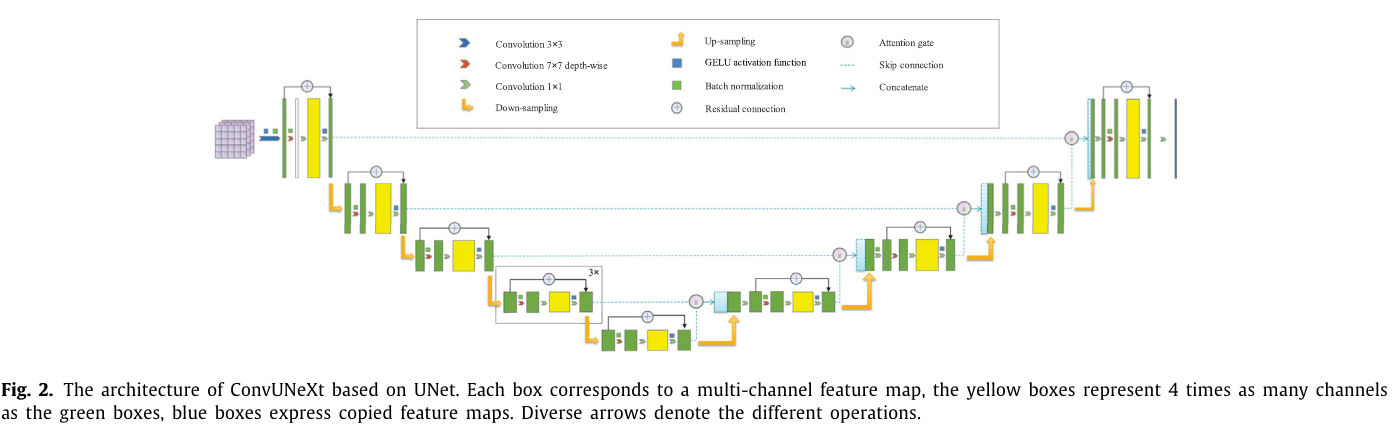 Convolution 3×3
Convolution 7×7 depth-wise
Convolution 1×1
Down-sampling
Up-sampling
GELU activation function
Batch normalization
Residual connection
Attention gate
Skip connection
Concatenate
3×
Fig. 2. The architecture of ConvUNeXt based on UNet. Each box corresponds to a multi-channel feature map, the yellow boxes represent 4 times as many channels
as the green boxes, blue boxes express copied feature maps. Diverse arrows denote the different operations.